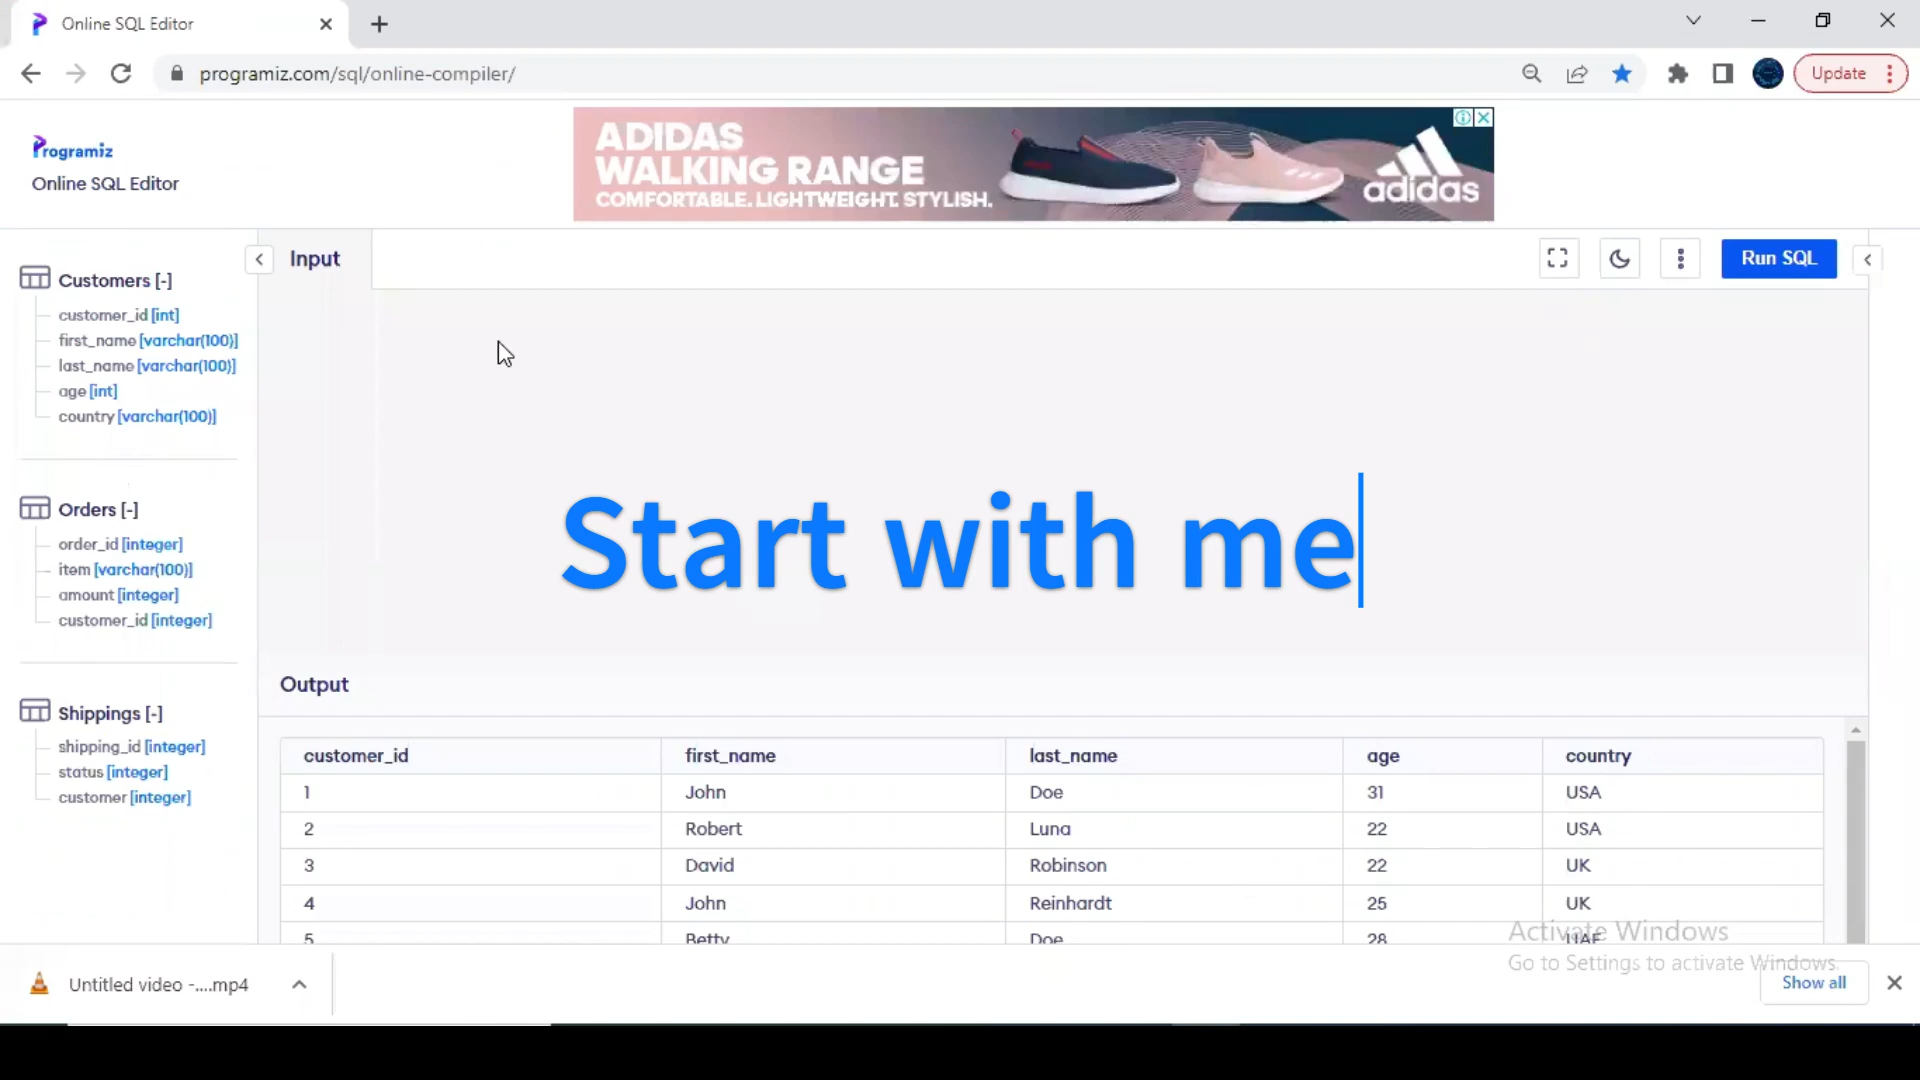 Online SQL Editor
programiz.com/sql/online-compiler/
Update
Programiz
Online SQL Editor
ADIDAS
WALKING RANGE
COMFORTABLE. LIGHTWEIGHT. STYLISH.
adidas
Customers [-]
customer_id [int]
first_name [varchar(100)]
last_name [varchar(100)]
age [int]
country [varchar(100)]
Orders [-]
order_id [integer]
item [varchar(100)]
amount [integer]
customer_id [integer]
Shippings [-]
shipping_id [integer]
status [integer]
customer [integer]
Input
Run SQL
Start with me
Output
customer_id first_name last_name age country
1 John Doe 31 USA
2 Robert Luna 22 USA
3 David Robinson 22 UK
4 John Reinhardt 25 UK
5 Betty Doe 28 UAE
Activate Windows
Go to Settings to activate Windows.
Untitled video -....mp4
Show all